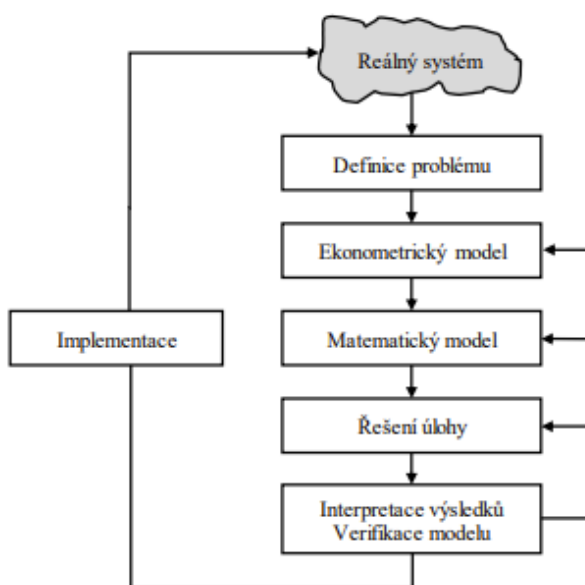 Reálný systém
Definice problému
Ekonometrický model
Implementace
Matematický model
Řešení úlohy
Interpretace výsledků
Verifikace modelu